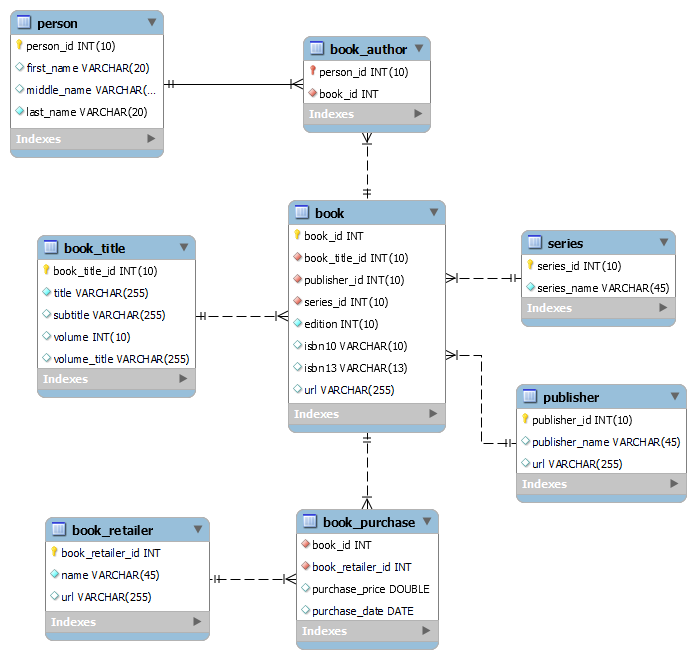 person
person_id INT(10)
first_name VARCHAR(20)
middle_name VARCHAR(...
last_name VARCHAR(20)
Indexes
book_author
person_id INT(10)
book_id INT
Indexes
book_title
book_title_id INT(10)
title VARCHAR(255)
subtitle VARCHAR(255)
volume INT(10)
volume_title VARCHAR(255)
Indexes
book
book_id INT
book_title_id INT(10)
publisher_id INT(10)
series_id INT(10)
edition INT(10)
isbn10 VARCHAR(10)
isbn13 VARCHAR(13)
url VARCHAR(255)
Indexes
series
series_id INT(10)
series_name VARCHAR(45)
Indexes
publisher
publisher_id INT(10)
publisher_name VARCHAR(45)
url VARCHAR(255)
Indexes
book_retailer
book_retailer_id INT
name VARCHAR(45)
url VARCHAR(255)
Indexes
book_purchase
book_id INT
book_retailer_id INT
purchase_price DOUBLE
purchase_date DATE
Indexes